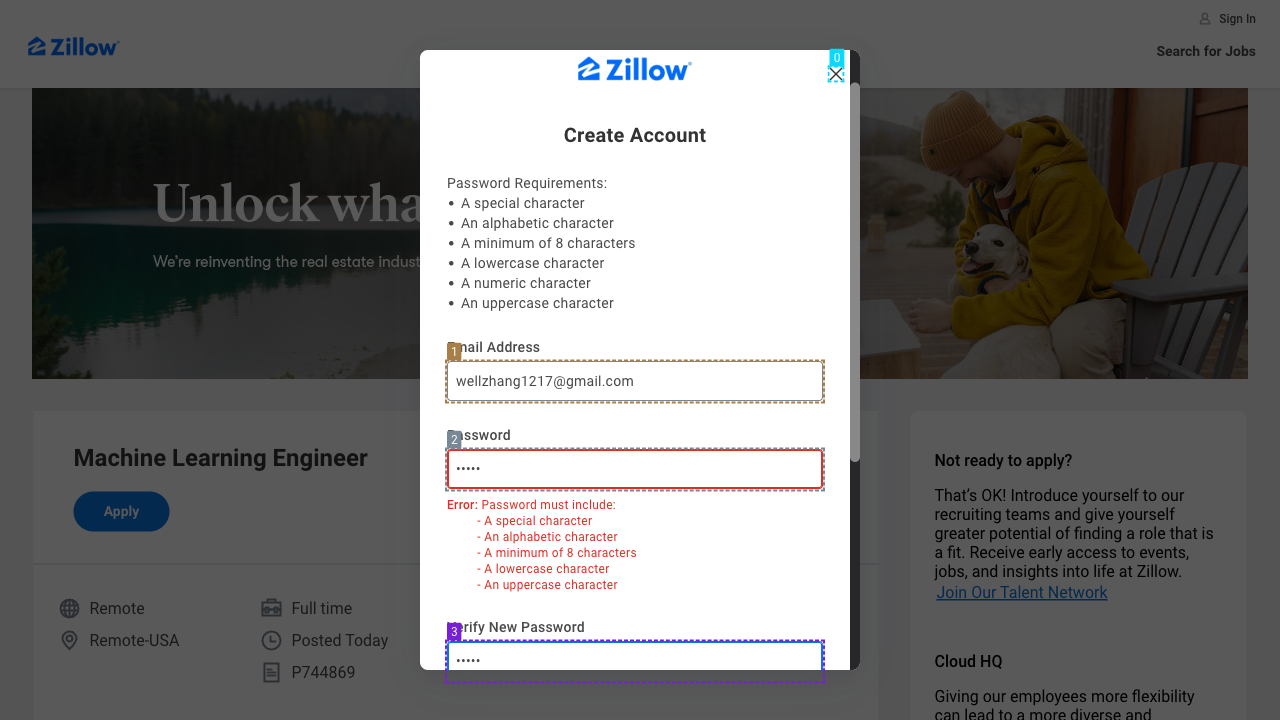 Sign In
Zillow
Search for Jobs
0
Zillow
Create Account
Unlock wha
We're reinventing the real estate indust
Password Requirements:
• A special character
• An alphabetic character
• A minimum of 8 characters
• A lowercase character
• A numeric character
• An uppercase character
1
mail Address
wellzhang1217@gmail.com
2
assword
•••••
Error: Password must include:
- A special character
- An alphabetic character
- A minimum of 8 characters
- A lowercase character
- An uppercase character
3
erify New Password
•••••
Machine Learning Engineer
Apply
Remote
Full time
Remote-USA
Posted Today
P744869
Not ready to apply?
That's OK! Introduce yourself to our
recruiting teams and give yourself
greater potential of finding a role that is
a fit. Receive early access to events,
jobs, and insights into life at Zillow.
Join Our Talent Network
Cloud HQ
Giving our employees more flexibility
can lead to a more diverse and